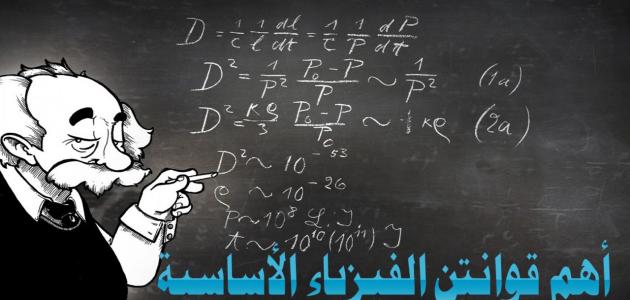 D = 1/c 1/l dl/dt = 1/c 1/P dP/dt
D² = 1/P² P₀-P/P ~ 1/P² (1a)
D² = κϱ/3 P₀-P/P₀ ~ κϱ (2a)
D² ~ 10⁻⁵³
ϱ ~ 10⁻²⁶
P ~ 10⁸ L. J
t ~ 10¹⁰(10¹¹) J
أهم قوانتن الفيزياء الأساسية